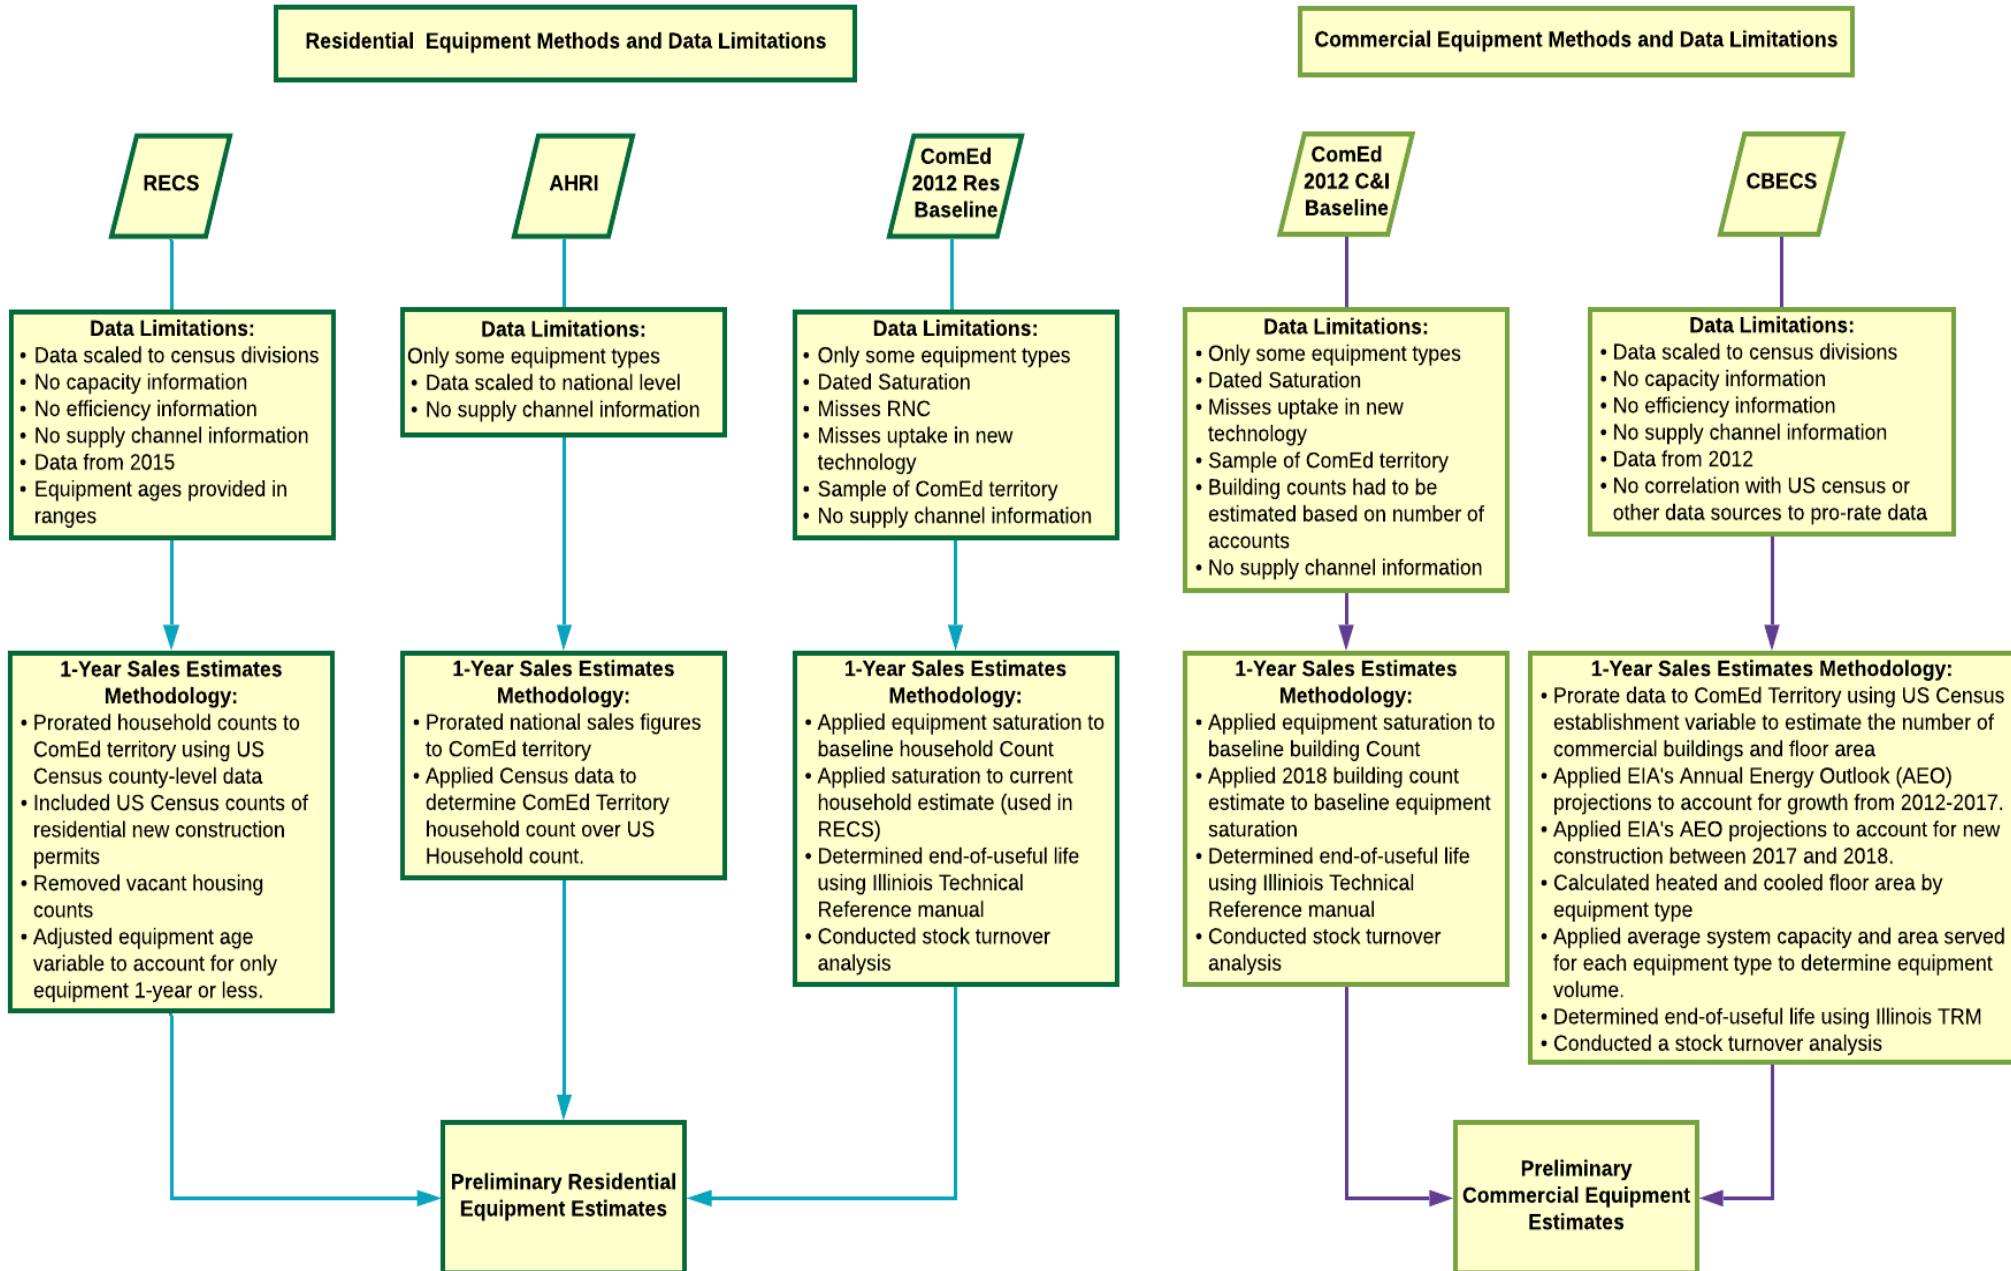 Residential  Equipment Methods and Data Limitations
Commercial Equipment Methods and Data Limitations
RECS
AHRI
ComEd
2012 Res
Baseline
ComEd
2012 C&I
Baseline
CBECS
Data Limitations:
• Data scaled to census divisions
• No capacity information
• No efficiency information
• No supply channel information
• Data from 2015
• Equipment ages provided in
ranges
Data Limitations:
Only some equipment types
• Data scaled to national level
• No supply channel information
Data Limitations:
• Only some equipment types
• Dated Saturation
• Misses RNC
• Misses uptake in new
technology
• Sample of ComEd territory
• No supply channel information
Data Limitations:
• Only some equipment types
• Dated Saturation
• Misses uptake in new
technology
• Sample of ComEd territory
• Building counts had to be
estimated based on number of
accounts
• No supply channel information
Data Limitations:
• Data scaled to census divisions
• No capacity information
• No efficiency information
• No supply channel information
• Data from 2012
• No correlation with US census or
other data sources to pro-rate data
1-Year Sales Estimates
Methodology:
• Prorated household counts to
ComEd territory using US
Census county-level data
• Included US Census counts of
residential new construction
permits
• Removed vacant housing
counts
• Adjusted equipment age
variable to account for only
equipment 1-year or less.
1-Year Sales Estimates
Methodology:
• Prorated national sales figures
to ComEd territory
• Applied Census data to
determine ComEd Territory
household count over US
Household count.
1-Year Sales Estimates
Methodology:
• Applied equipment saturation to
baseline household Count
• Applied saturation to current
household estimate (used in
RECS)
• Determined end-of-useful life
using Illiniois Technical
Reference manual
• Conducted stock turnover
analysis
1-Year Sales Estimates
Methodology:
• Applied equipment saturation to
baseline building Count
• Applied 2018 building count
estimate to baseline equipment
saturation
• Determined end-of-useful life
using Illiniois Technical
Reference manual
• Conducted stock turnover
analysis
1-Year Sales Estimates Methodology:
• Prorate data to ComEd Territory using US Census
establishment variable to estimate the number of
commercial buildings and floor area
• Applied EIA's Annual Energy Outlook (AEO)
projections to account for growth from 2012-2017.
• Applied EIA's AEO projections to account for new
construction between 2017 and 2018.
• Calculated heated and cooled floor area by
equipment type
• Applied average system capacity and area served
for each equipment type to determine equipment
volume.
• Determined end-of-useful life using Illinois TRM
• Conducted a stock turnover analysis
Preliminary Residential
Equipment Estimates
Preliminary
Commercial Equipment
Estimates